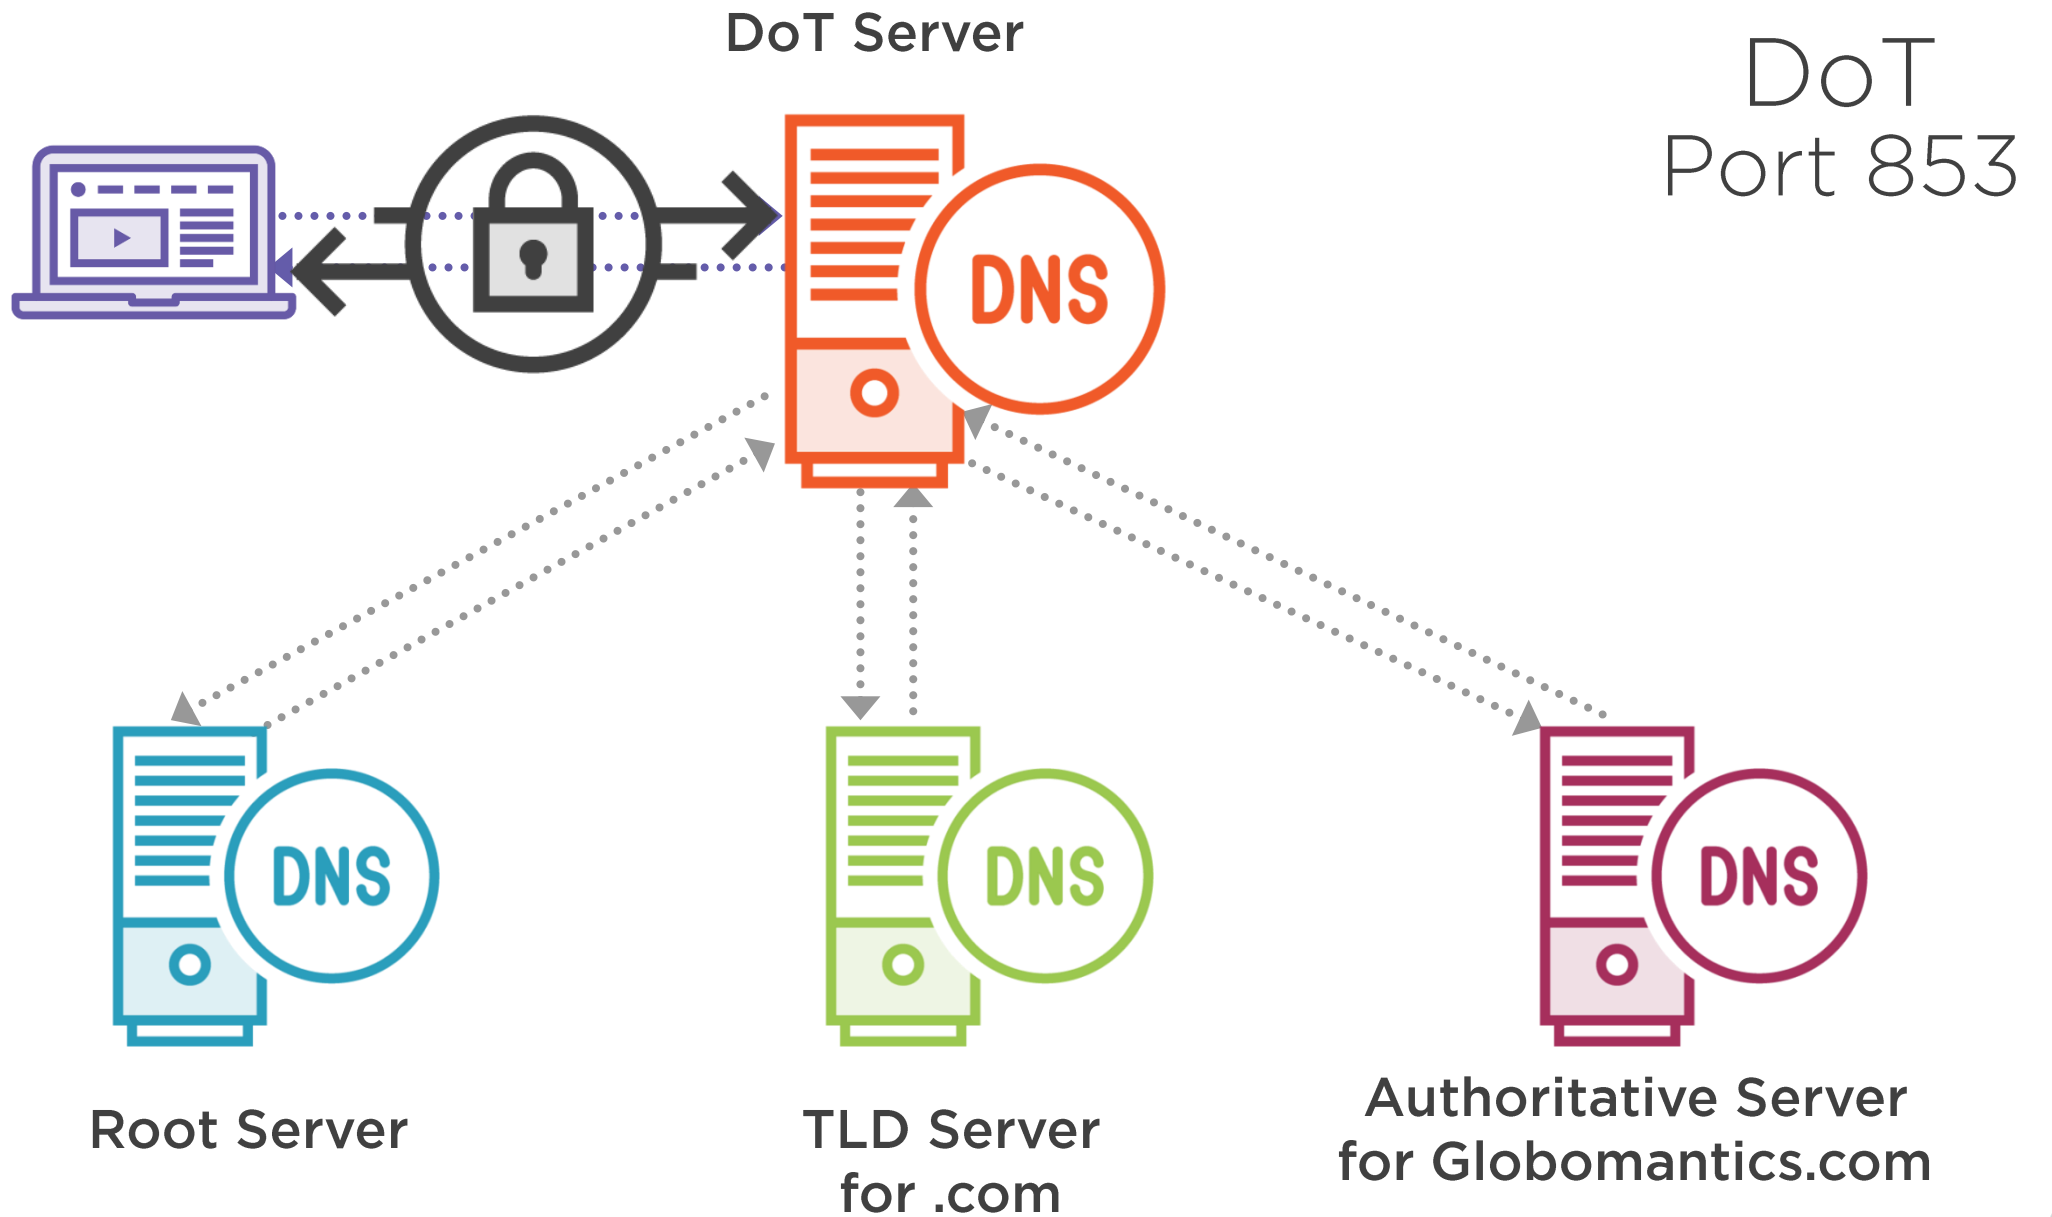 DoT Server
DoT
Port 853
DNS
DNS
DNS
DNS
Root Server
TLD Server
for .com
Authoritative Server
for Globomantics.com